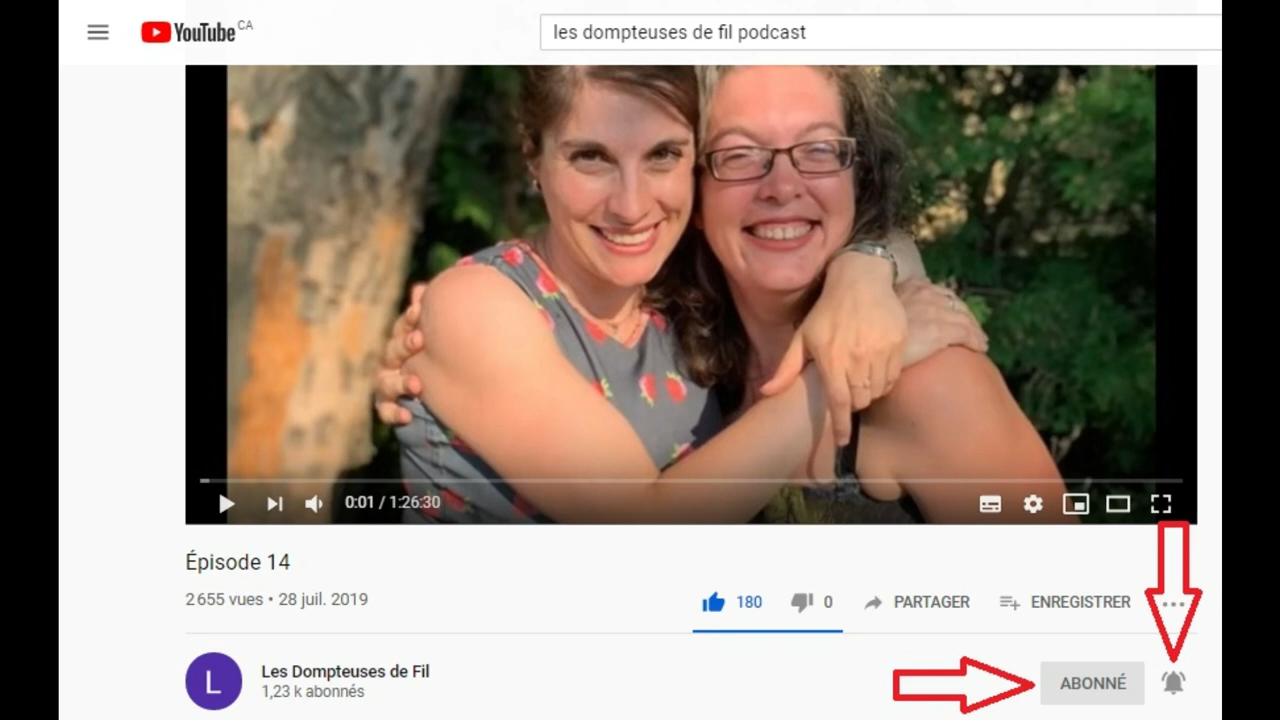 YouTube CA
les dompteuses de fil podcast
0:01 / 1:26:30
Épisode 14
2 655 vues • 28 juil. 2019
180 0 PARTAGER ENREGISTRER
L
Les Dompteuses de Fil
1,23 k abonnés
ABONNÉ